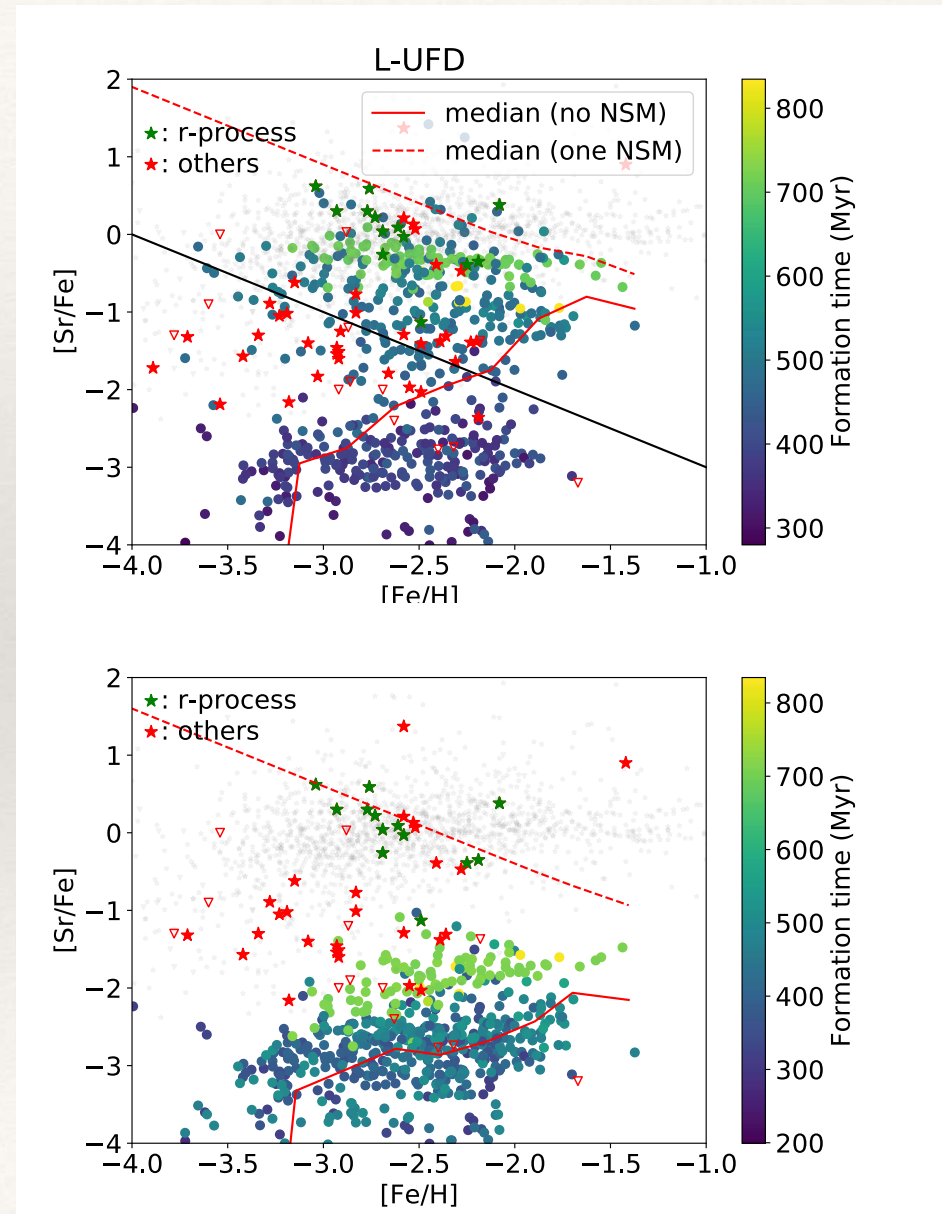 L-UFD
median (no NSM)
median (one NSM)
★: r-process
★: others
2
1
0
−1
−2
−3
−4
[Sr/Fe]
−4.0 −3.5 −3.0 −2.5 −2.0 −1.5 −1.0
[Fe/H]
800
700
600
500
400
300
Formation time (Myr)
★: r-process
★: others
2
1
0
−1
−2
−3
−4
[Sr/Fe]
−4.0 −3.5 −3.0 −2.5 −2.0 −1.5 −1.0
[Fe/H]
800
700
600
500
400
300
200
Formation time (Myr)